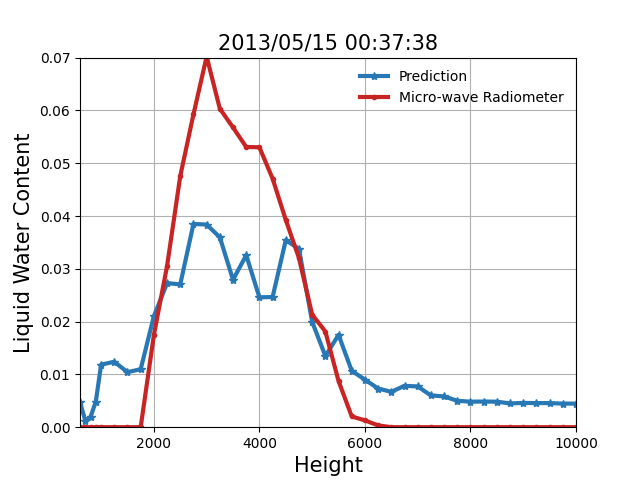 2013/05/15 00:37:38
Prediction
Micro-wave Radiometer
Liquid Water Content
0.07
0.06
0.05
0.04
0.03
0.02
0.01
0.00
2000 4000 6000 8000 10000
Height